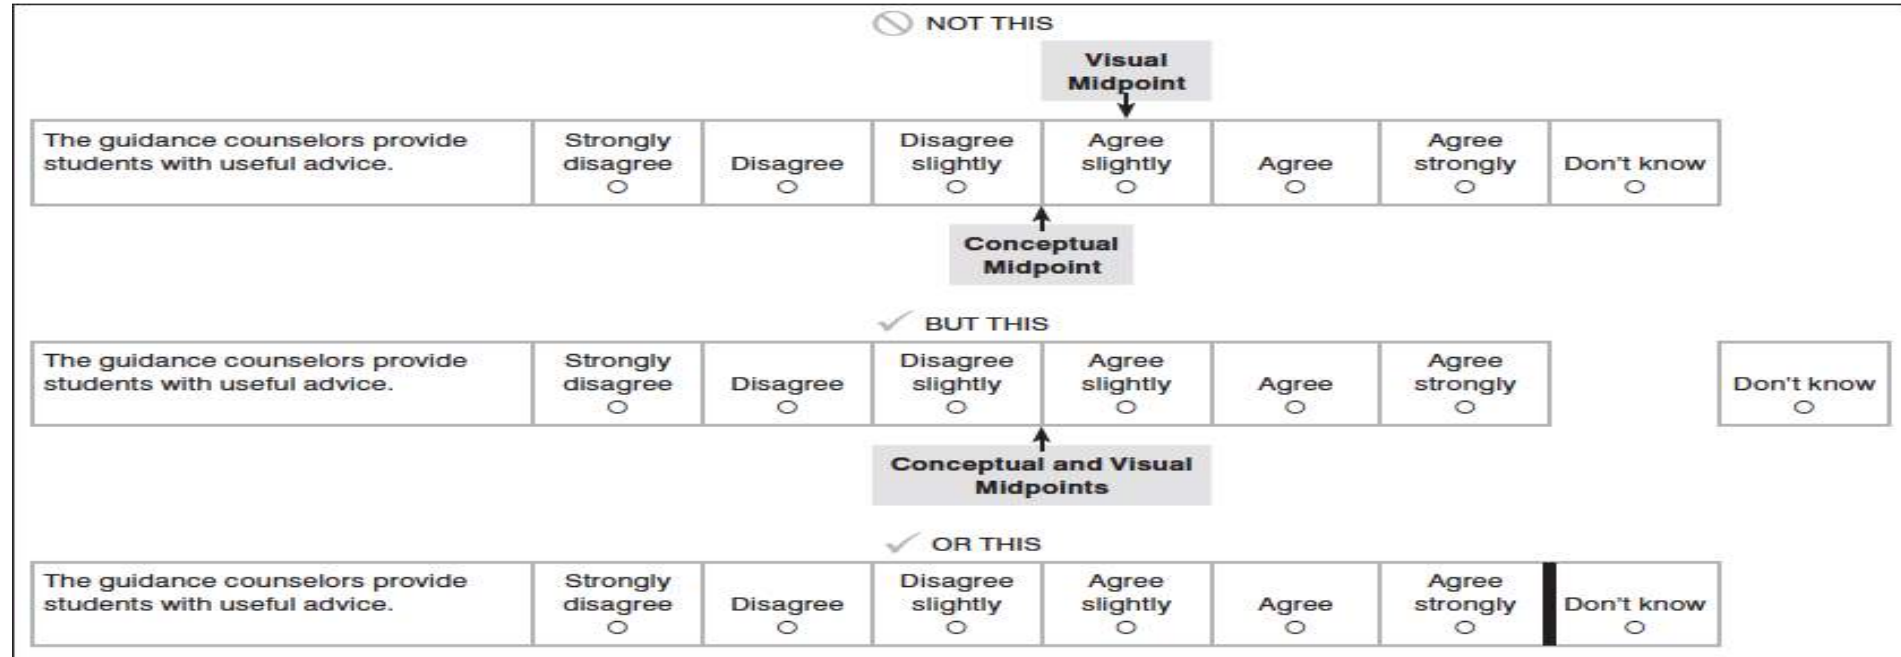 NOT THIS
Visual
Midpoint
The guidance counselors provide
students with useful advice.
Strongly
disagree
Disagree
Disagree
slightly
Agree
slightly
Agree
Agree
strongly
Don't know
Conceptual
Midpoint
BUT THIS
The guidance counselors provide
students with useful advice.
Strongly
disagree
Disagree
Disagree
slightly
Agree
slightly
Agree
Agree
strongly
Don't know
Conceptual and Visual
Midpoints
OR THIS
The guidance counselors provide
students with useful advice.
Strongly
disagree
Disagree
Disagree
slightly
Agree
slightly
Agree
Agree
strongly
Don't know